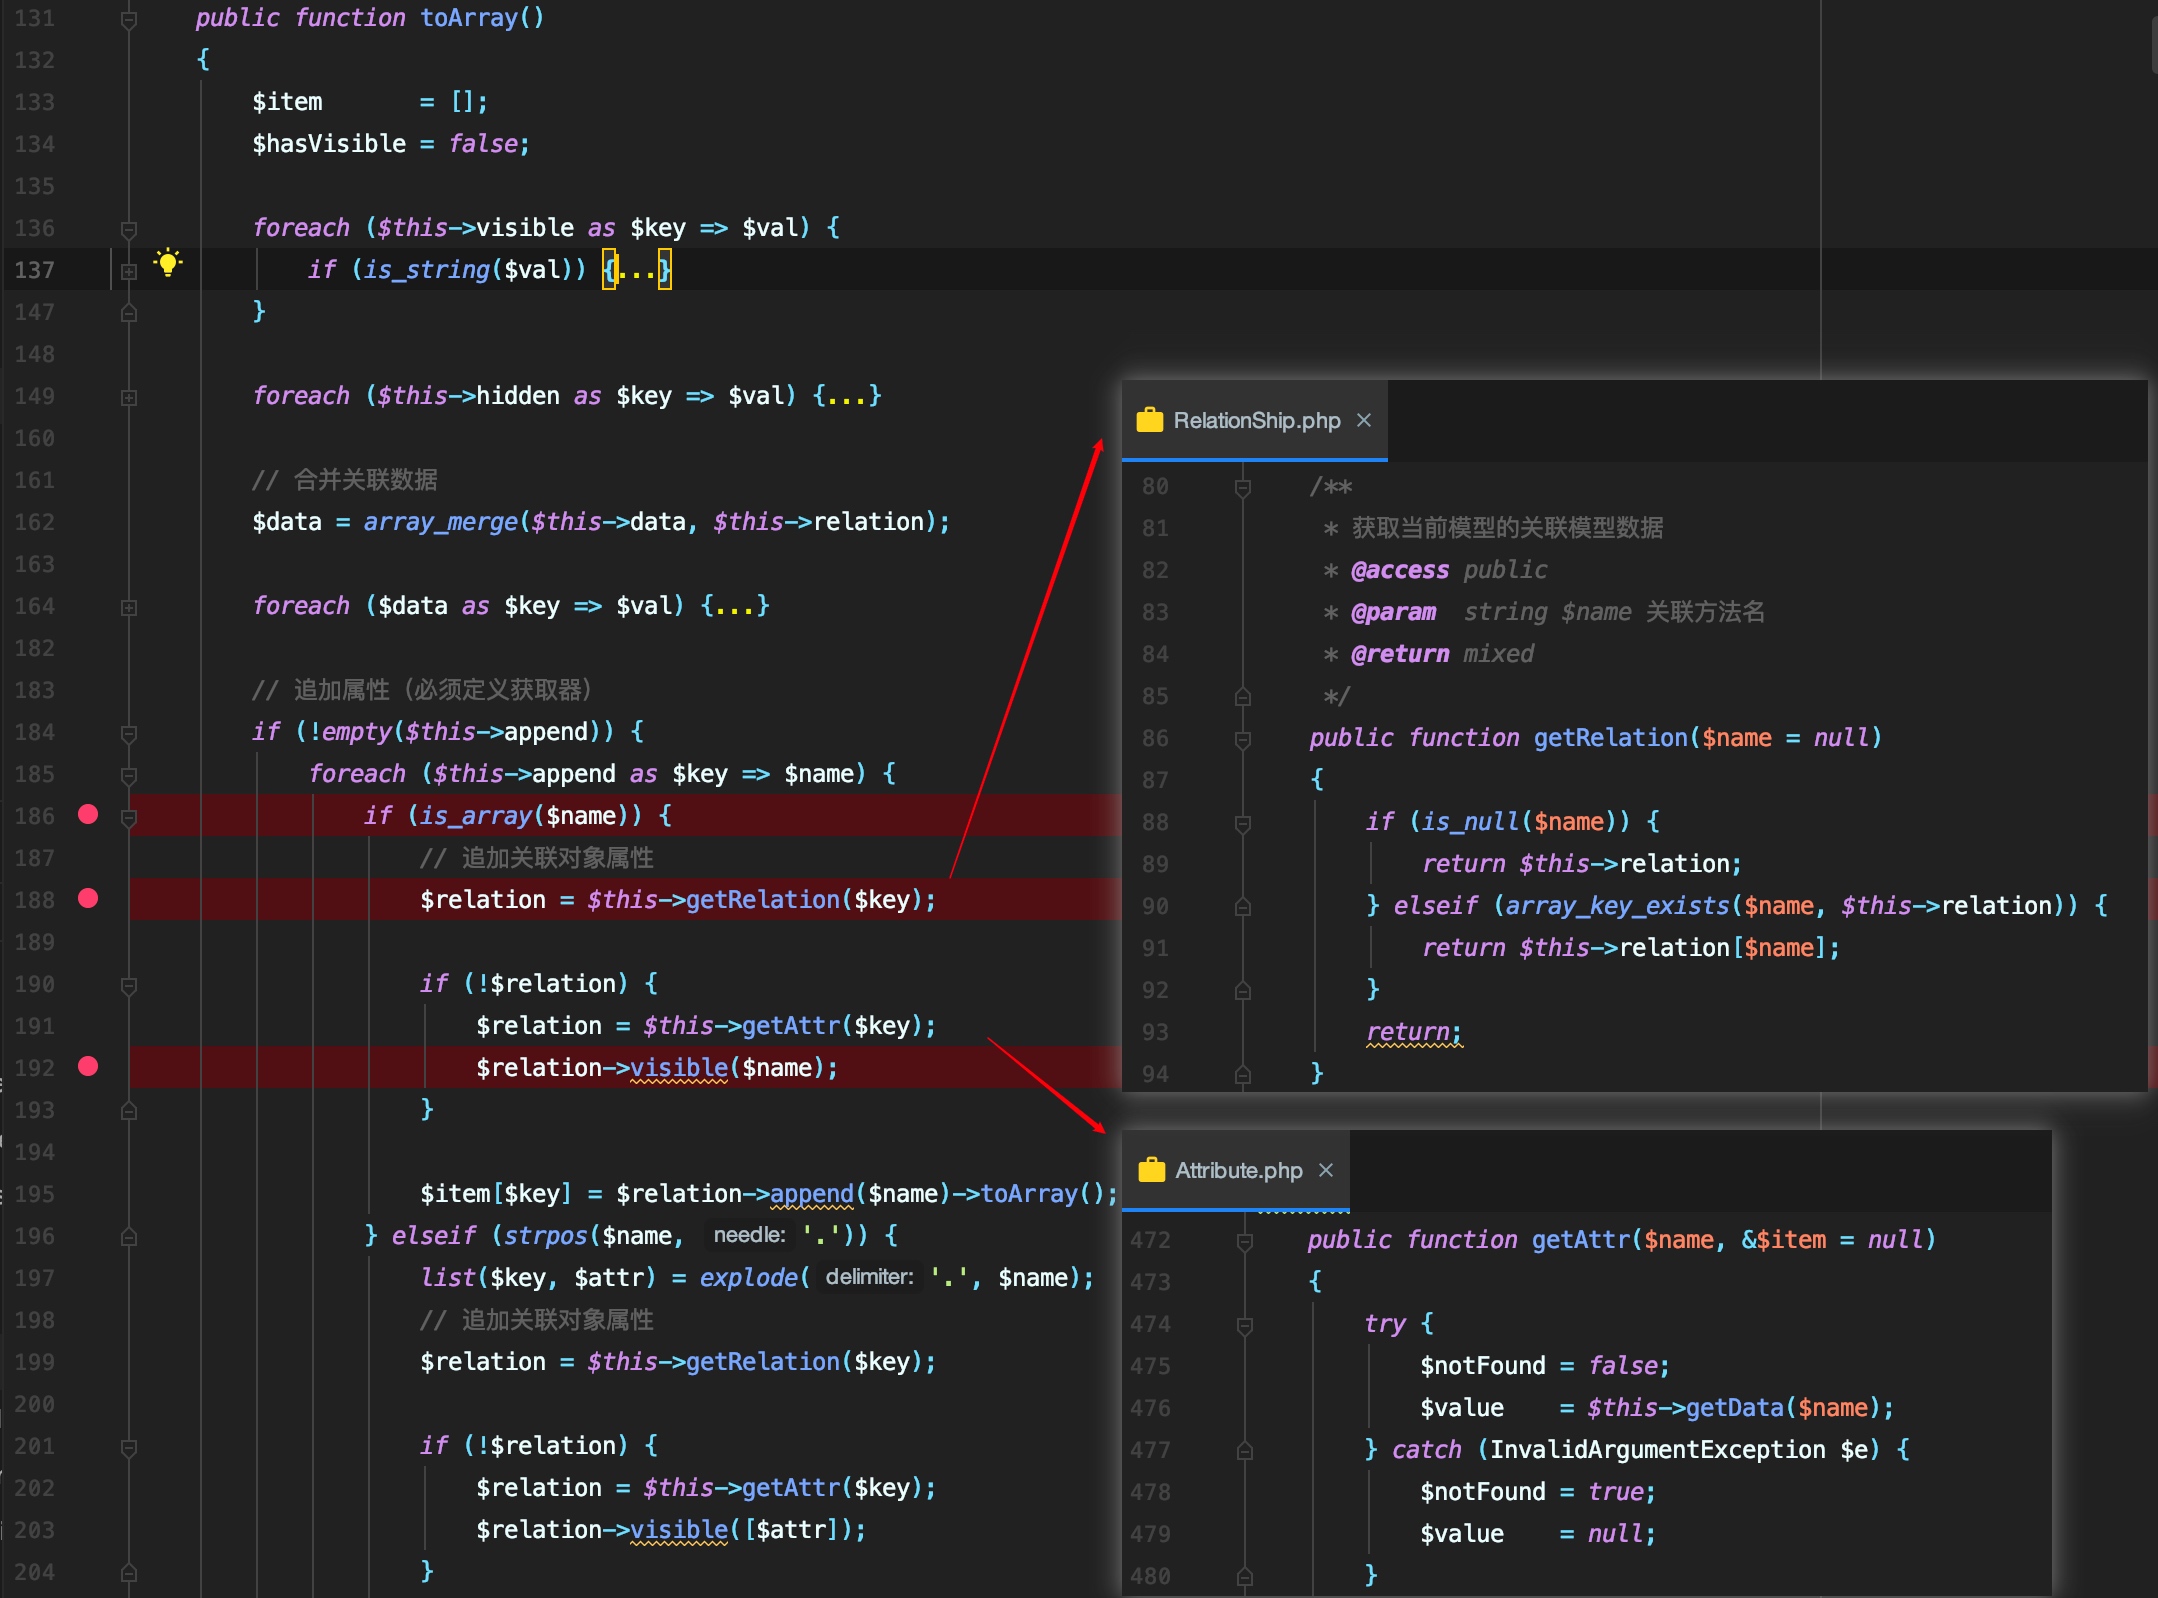 131 public function toArray()
132 {
133 $item       = [];
134 $hasVisible = false;
135
136 foreach ($this->visible as $key => $val) {
137 if (is_string($val)) {...}
147 }
148
149 foreach ($this->hidden as $key => $val) {...}
160
161 // 合并关联数据
162 $data = array_merge($this->data, $this->relation);
163
164 foreach ($data as $key => $val) {...}
182
183 // 追加属性（必须定义获取器）
184 if (!empty($this->append)) {
185 foreach ($this->append as $key => $name) {
186 if (is_array($name)) {
187 // 追加关联对象属性
188 $relation = $this->getRelation($key);
189
190 if (!$relation) {
191 $relation = $this->getAttr($key);
192 $relation->visible($name);
193 }
194
195 $item[$key] = $relation->append($name)->toArray();
196 } elseif (strpos($name, needle: '.')) {
197 list($key, $attr) = explode( delimiter: '.', $name);
198 // 追加关联对象属性
199 $relation = $this->getRelation($key);
200
201 if (!$relation) {
202 $relation = $this->getAttr($key);
203 $relation->visible([$attr]);
204 }
RelationShip.php ×
80 /**
81 * 获取当前模型的关联模型数据
82 * @access public
83 * @param  string $name 关联方法名
84 * @return mixed
85 */
86 public function getRelation($name = null)
87 {
88 if (is_null($name)) {
89 return $this->relation;
90 } elseif (array_key_exists($name, $this->relation)) {
91 return $this->relation[$name];
92 }
93 return;
94 }
Attribute.php ×
472 public function getAttr($name, &$item = null)
473 {
474 try {
475 $notFound = false;
476 $value    = $this->getData($name);
477 } catch (InvalidArgumentException $e) {
478 $notFound = true;
479 $value    = null;
480 }